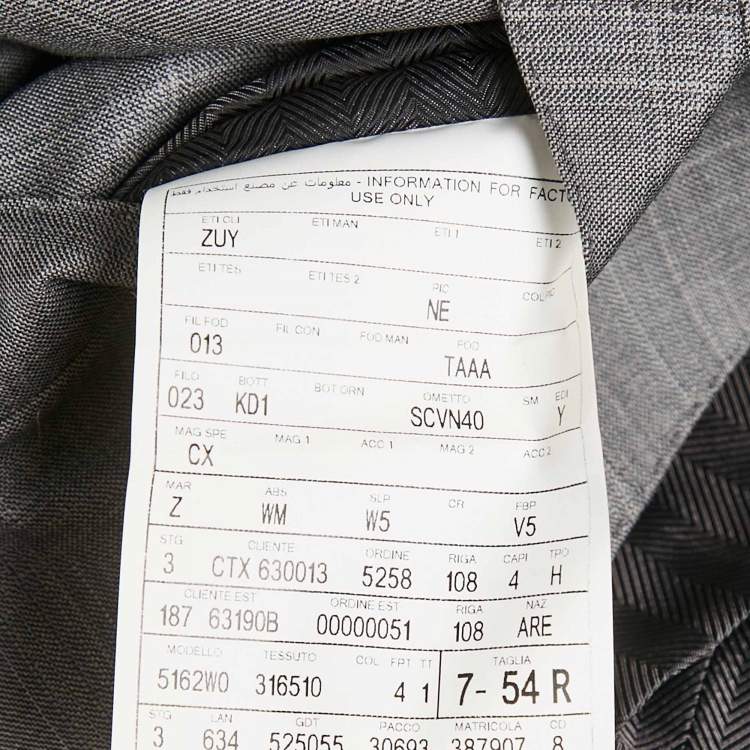 معلومات عن مصنع استخدام فقط - INFORMATION FOR FACT
USE ONLY
ETI CLI ETI MAN ETI 1 ETI 2
ZUY
ETI TES ETI TES 2 PIC COL PIC
NE
FIL FOD FIL CON FOD MAN FOD
013 TAAA
FILO BOTT BOT ORN OMETTO SM EDI
023 KD1 SCVN40 Y
MAG SPE MAG 1 ACC 1 MAG 2 ACC 2
CX
MAR ABS SLP CR FBP
Z WM W5 V5
STG CLIENTE ORDINE RIGA CAPI TPO
3 CTX 630013 5258 108 4 H
CLIENTE EST ORDINE EST RIGA NAZ
187 63190B 00000051 108 ARE
MODELLO TESSUTO COL FPT TT TAGLIA
5162W0 316510 4 1 7- 54 R
STG LAN GDT PACCO MATRICOLA CD
3 634 525055 30693 387907 8